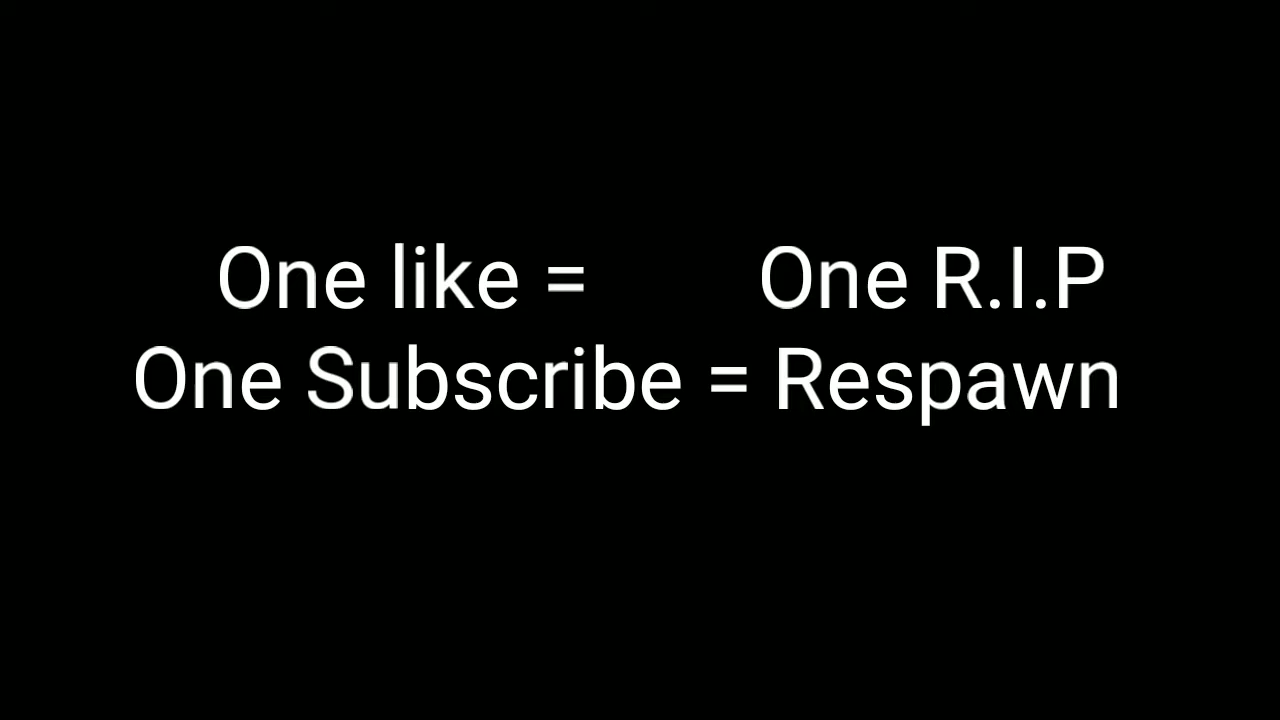 One like = One R.I.P
One Subscribe = Respawn